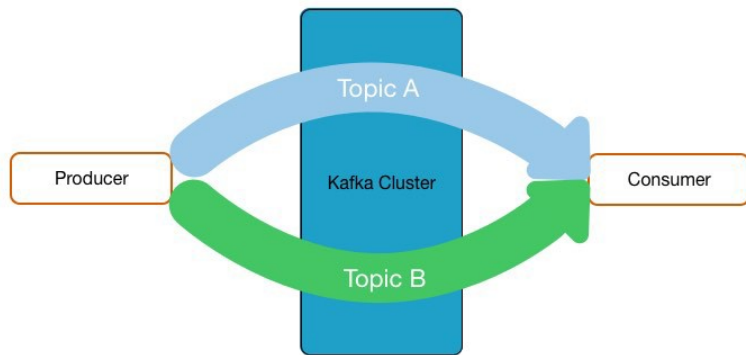 Topic A
Producer
Kafka Cluster
Consumer
Topic B